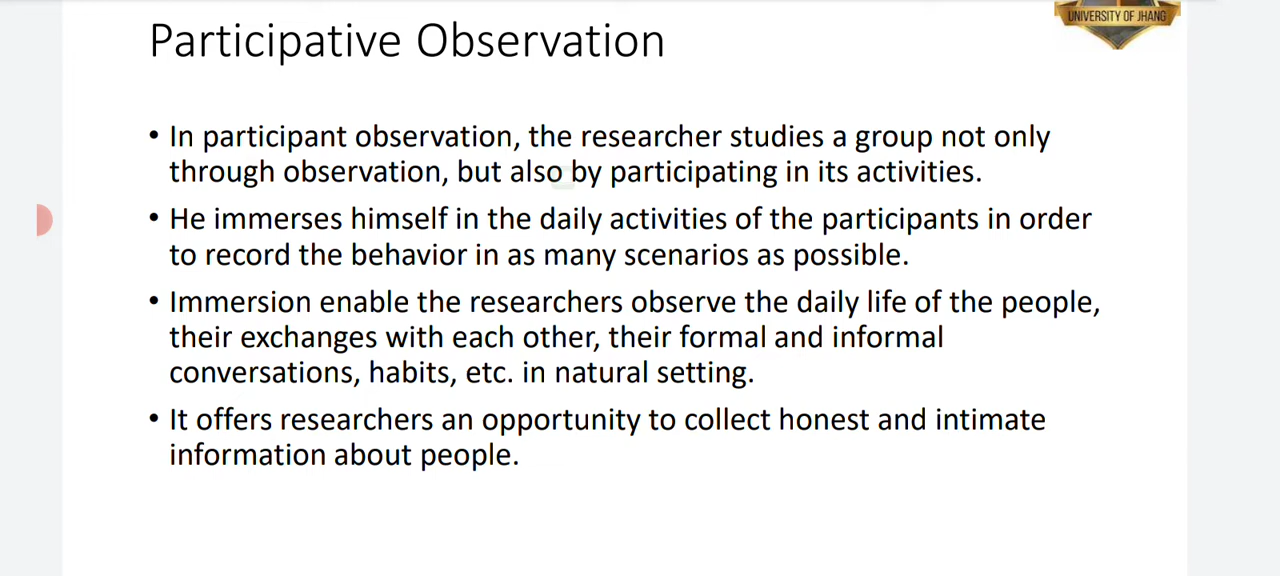 UNIVERSITY OF JHANG
Participative Observation
• In participant observation, the researcher studies a group not only
through observation, but also by participating in its activities.
• He immerses himself in the daily activities of the participants in order
to record the behavior in as many scenarios as possible.
• Immersion enable the researchers observe the daily life of the people,
their exchanges with each other, their formal and informal
conversations, habits, etc. in natural setting.
• It offers researchers an opportunity to collect honest and intimate
information about people.